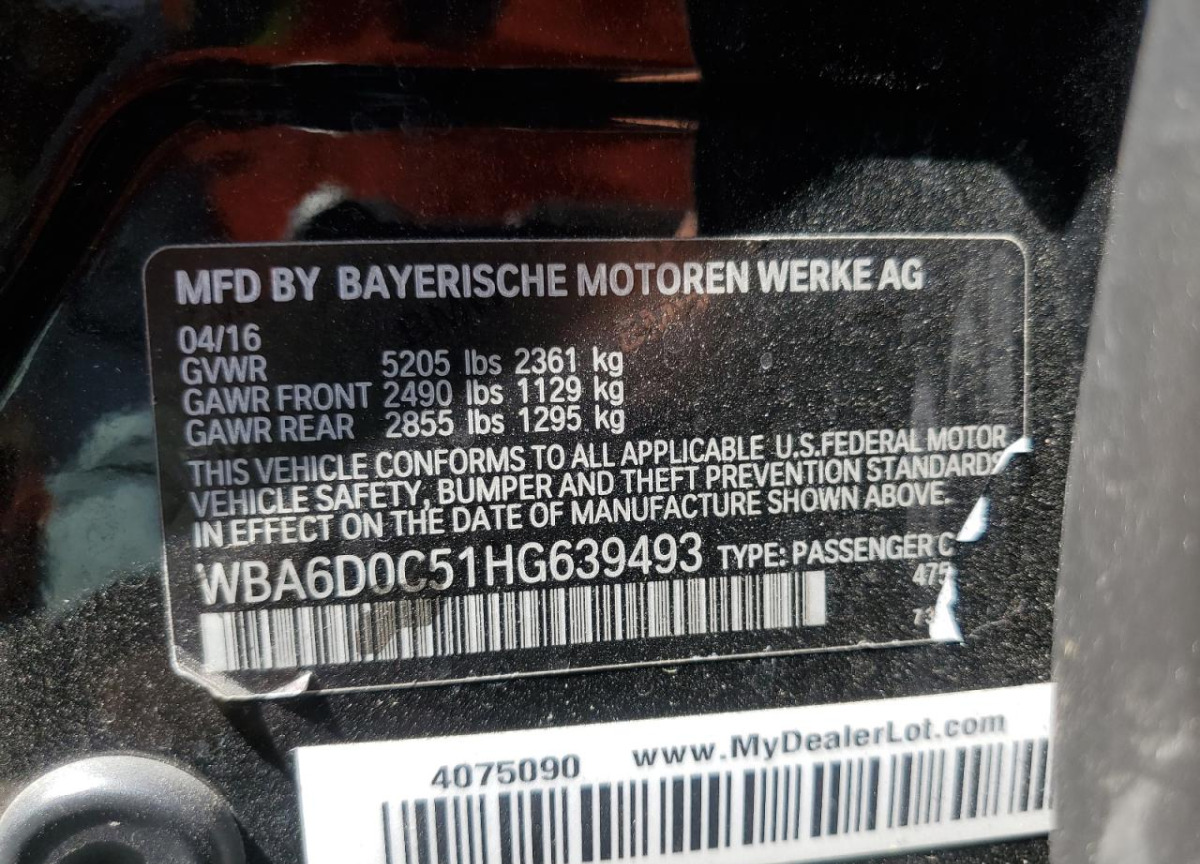 MFD BY BAYERISCHE MOTOREN WERKE AG
04/16
GVWR 5205 lbs 2361 kg
GAWR FRONT 2490 lbs 1129 kg
GAWR REAR 2855 lbs 1295 kg
THIS VEHICLE CONFORMS TO ALL APPLICABLE U.S.FEDERAL MOTOR
VEHICLE SAFETY, BUMPER AND THEFT PREVENTION STANDARDS
IN EFFECT ON THE DATE OF MANUFACTURE SHOWN ABOVE.
WBA6D0C51HG639493 TYPE: PASSENGER C
475
4075090 www.MyDealerLot.com